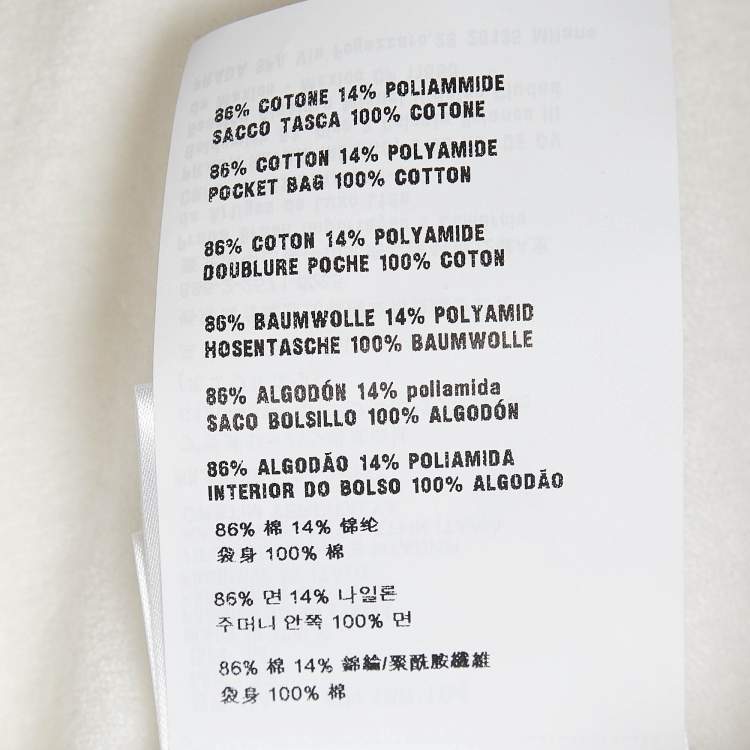 86% COTONE 14% POLIAMMIDE
SACCO TASCA 100% COTONE
86% COTTON 14% POLYAMIDE
POCKET BAG 100% COTTON
86% COTON 14% POLYAMIDE
DOUBLURE POCHE 100% COTON
86% BAUMWOLLE 14% POLYAMID
HOSENTASCHE 100% BAUMWOLLE
86% ALGODÓN 14% poliamida
SACO BOLSILLO 100% ALGODÓN
86% ALGODÃO 14% POLIAMIDA
INTERIOR DO BOLSO 100% ALGODÃO
86% 棉 14% 锦纶
袋身 100% 棉
86% 면 14% 나일론
주머니 안쪽 100% 면
86% 棉 14% 錦綸/聚酰胺纖維
袋身 100% 棉